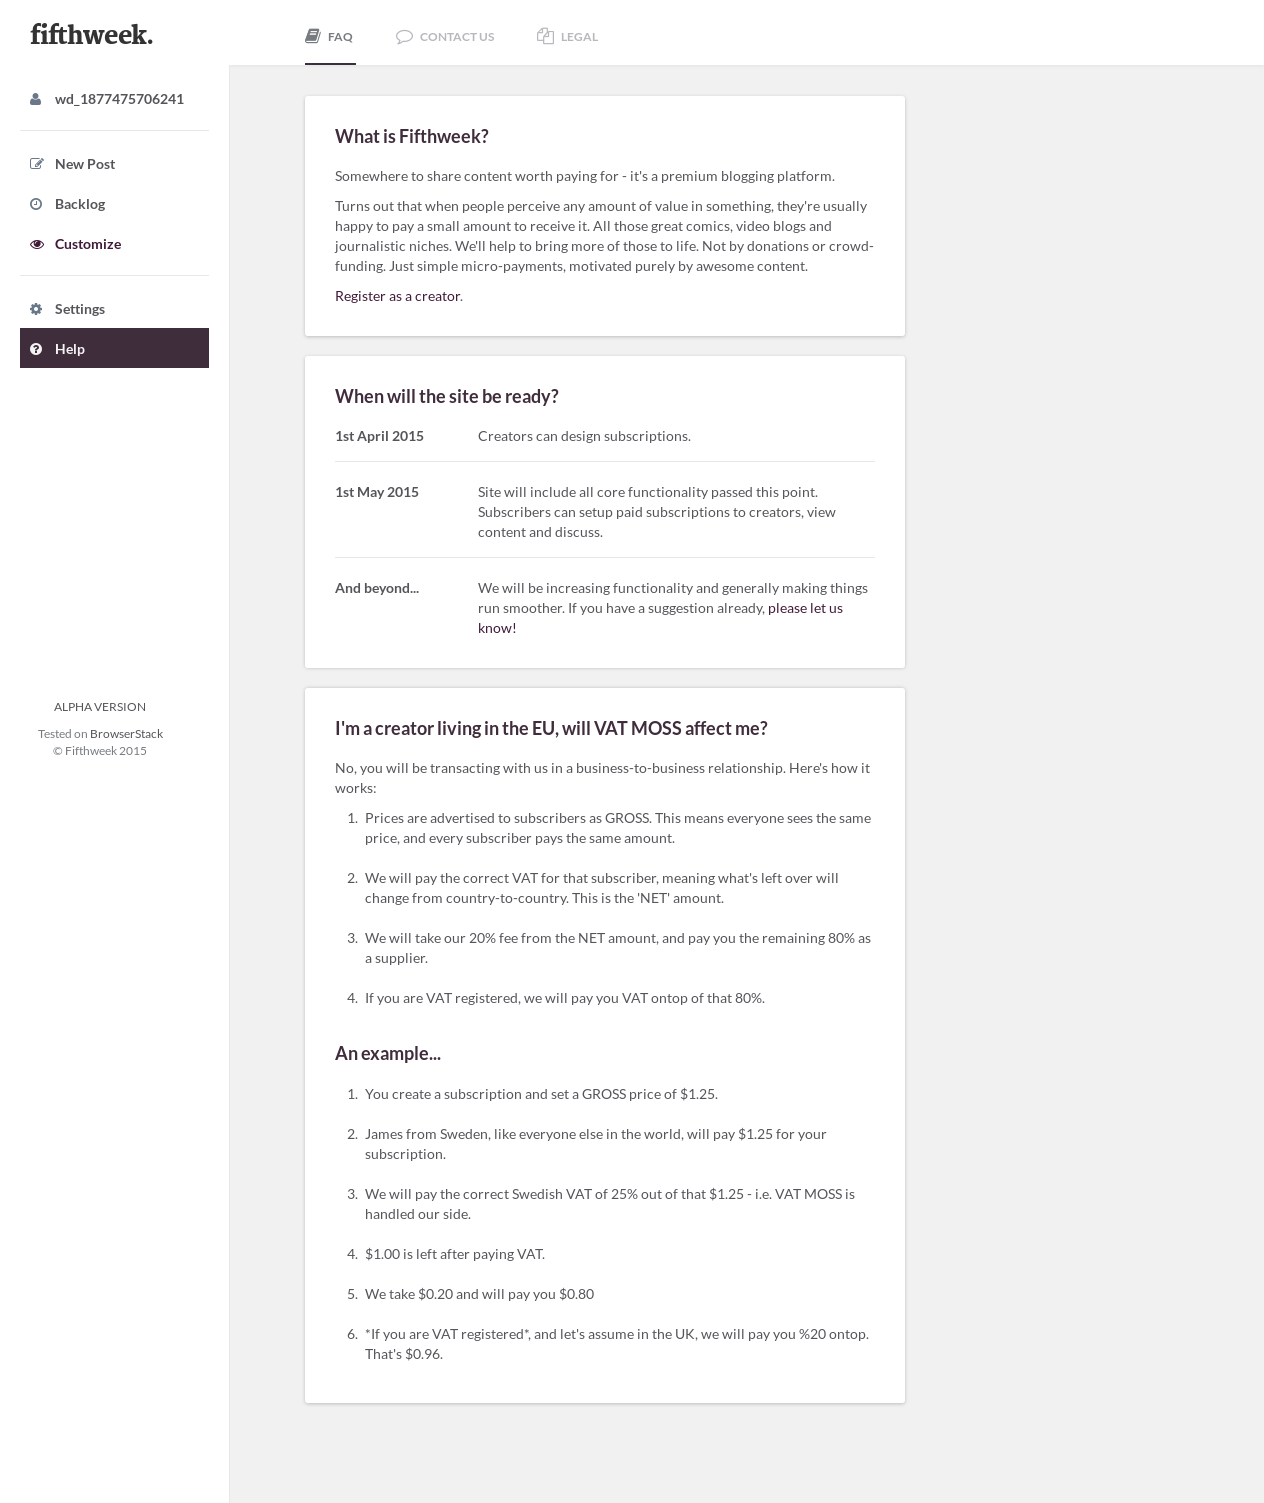 fifthweek.
FAQ
CONTACT US
LEGAL
wd_1877475706241
New Post
Backlog
Customize
Settings
Help
ALPHA VERSION
Tested on BrowserStack
© Fifthweek 2015
What is Fifthweek?
Somewhere to share content worth paying for - it's a premium blogging platform.
Turns out that when people perceive any amount of value in something, they're usually
happy to pay a small amount to receive it. All those great comics, video blogs and
journalistic niches. We'll help to bring more of those to life. Not by donations or crowd-
funding. Just simple micro-payments, motivated purely by awesome content.
Register as a creator.
When will the site be ready?
1st April 2015
Creators can design subscriptions.
1st May 2015
Site will include all core functionality passed this point.
Subscribers can setup paid subscriptions to creators, view
content and discuss.
And beyond...
We will be increasing functionality and generally making things
run smoother. If you have a suggestion already, please let us
know!
I'm a creator living in the EU, will VAT MOSS affect me?
No, you will be transacting with us in a business-to-business relationship. Here's how it
works:
1. Prices are advertised to subscribers as GROSS. This means everyone sees the same
price, and every subscriber pays the same amount.
2. We will pay the correct VAT for that subscriber, meaning what's left over will
change from country-to-country. This is the 'NET' amount.
3. We will take our 20% fee from the NET amount, and pay you the remaining 80% as
a supplier.
4. If you are VAT registered, we will pay you VAT ontop of that 80%.
An example...
1. You create a subscription and set a GROSS price of $1.25.
2. James from Sweden, like everyone else in the world, will pay $1.25 for your
subscription.
3. We will pay the correct Swedish VAT of 25% out of that $1.25 - i.e. VAT MOSS is
handled our side.
4. $1.00 is left after paying VAT.
5. We take $0.20 and will pay you $0.80
6. *If you are VAT registered*, and let's assume in the UK, we will pay you %20 ontop.
That's $0.96.